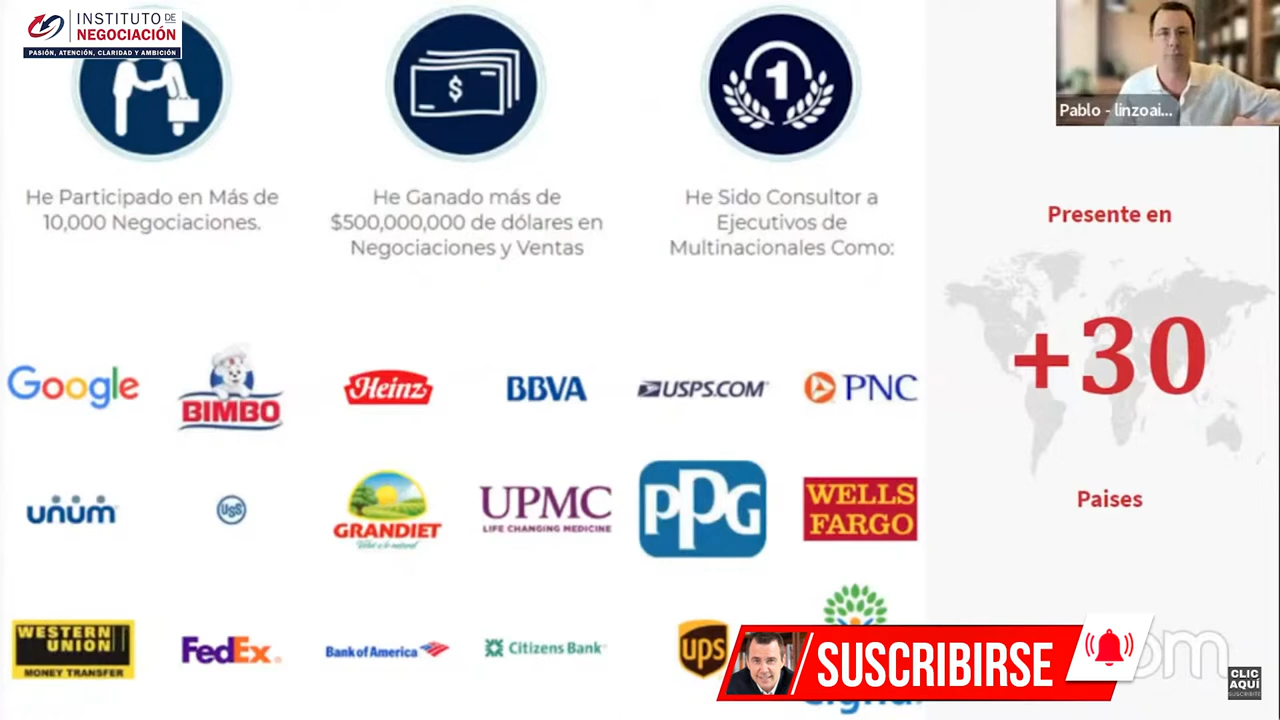 INSTITUTO DE
NEGOCIACIÓN
PASIÓN, ATENCIÓN, CLARIDAD Y AMBICIÓN
$
1
Pablo - linzoai...
He Participado en Más de
10,000 Negociaciones.
He Ganado más de
$500,000,000 de dólares en
Negociaciones y Ventas
He Sido Consultor a
Ejecutivos de
Multinacionales Como:
Presente en
+30
Paises
Google
BIMBO
Heinz
BBVA
USPS.COM
PNC
unum
USS
GRANDIET
UPMC
LIFE CHANGING MEDICINE
PPG
WELLS
FARGO
WESTERN
UNION
MONEY TRANSFER
FedEx
Bank of America
Citizens Bank
ups
SUSCRIBIRSE
CLIC
AQUÍ
SUSCRIBITE